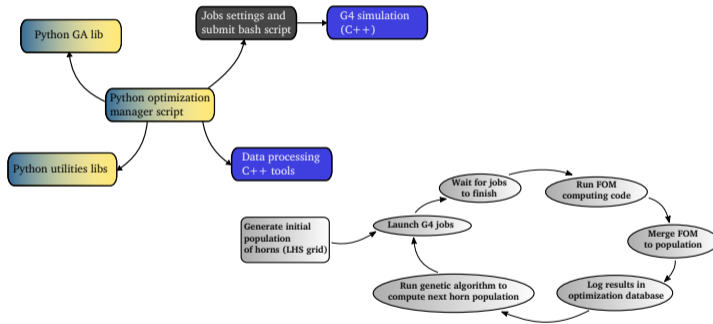 Python GA lib
Jobs settings and
submit bash script
G4 simulation
(C++)
Python optimization
manager script
Python utilities libs
Data processing
C++ tools
Generate initial
population
of horns (LHS grid)
Launch G4 jobs
Wait for jobs
to finish
Run FOM
computing code
Merge FOM
to population
Log results in
optimization database
Run genetic algorithm to
compute next horn population